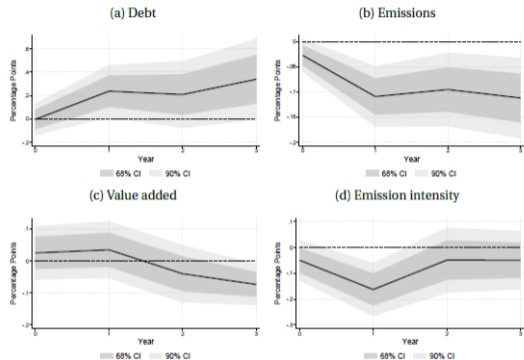 (a) Debt
Percentage Points
.6
.4
.2
0
-.2
0 1 2 3
Year
68% CI 90% CI
(b) Emissions
Percentage Points
0
-.05
-.1
-.15
-.2
0 1 2 3
Year
68% CI 90% CI
(c) Value added
Percentage Points
.1
0
-.1
-.2
0 1 2 3
Year
68% CI 90% CI
(d) Emission intensity
Percentage Points
.1
0
-.1
-.2
-.3
0 1 2 3
Year
68% CI 90% CI